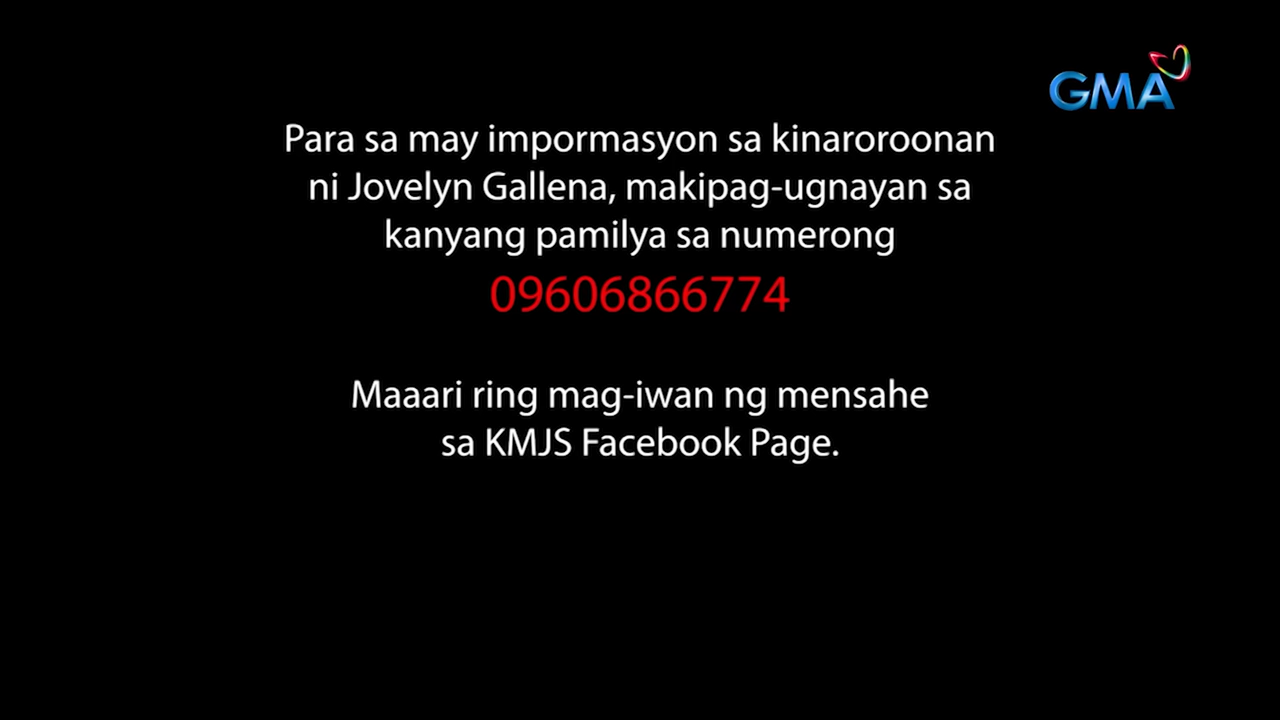 GMA
Para sa may impormasyon sa kinaroroonan
ni Jovelyn Gallena, makipag-ugnayan sa
kanyang pamilya sa numerong
09606866774
Maaari ring mag-iwan ng mensahe
sa KMJS Facebook Page.